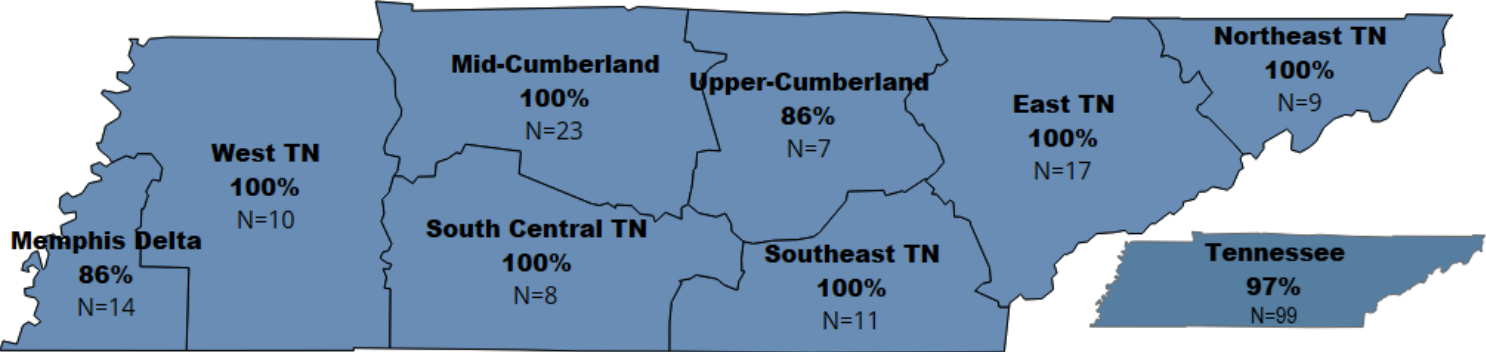 Northeast TN
100%
N=9
Mid-Cumberland
100%
N=23
Upper-Cumberland
86%
N=7
East TN
100%
N=17
West TN
100%
N=10
South Central TN
100%
N=8
Memphis Delta
86%
N=14
Southeast TN
100%
N=11
Tennessee
97%
N=99